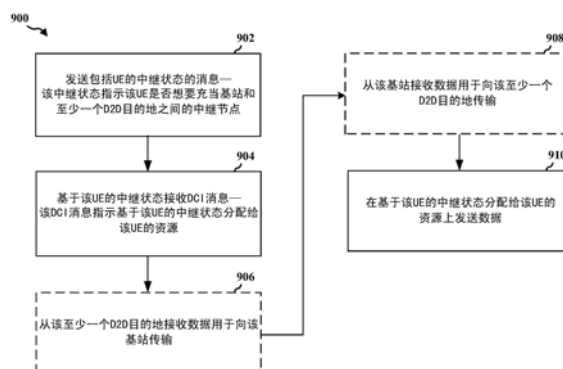 900
902
发送包括UE的中继状态的消息—
该中继状态指示该UE是否想要充当基站和
至少一个D2D目的地之间的中继节点
904
基于该UE的中继状态接收DCI消息—
该DCI消息指示基于该UE的中继状态分配给
该UE的资源
906
从该至少一个D2D目的地接收数据用于向该
基站传输
908
从该基站接收数据用于向该至少一个
D2D目的地传输
910
在基于该UE的中继状态分配给该UE的
资源上发送数据